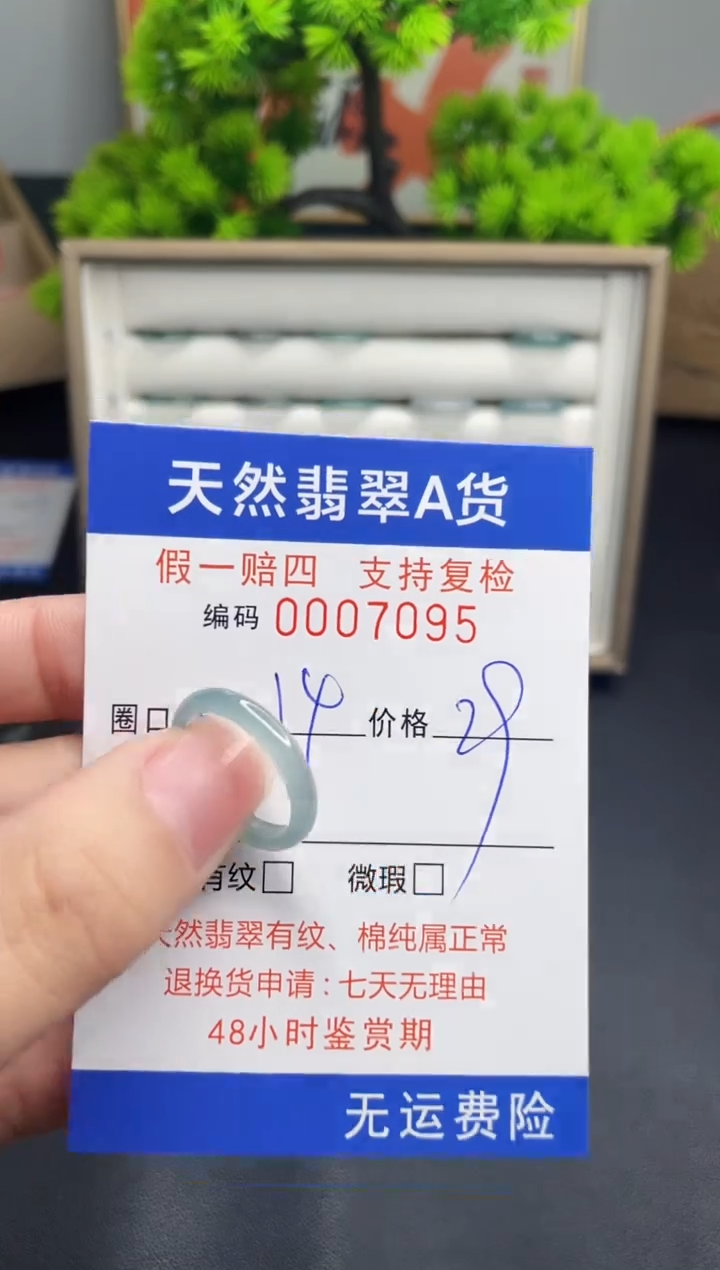 天然翡翠A货
假一赔四 支持复检
编码 0007095
圈口 14 价格 29
有纹□ 微瑕□
然翡翠有纹、棉纯属正常
退换货申请:七天无理由
48小时鉴赏期
无运费险